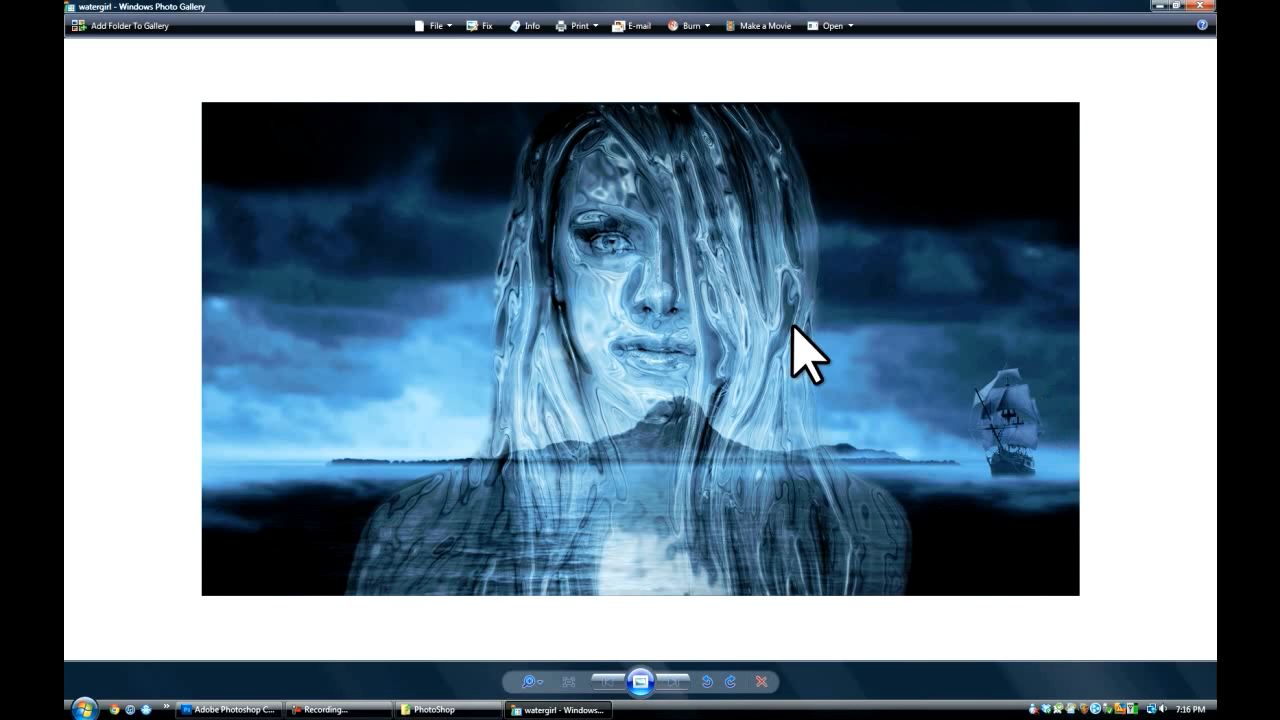 watergirl - Windows Photo Gallery
Add Folder To Gallery File Fix Info Print E-mail Burn Make a Movie Open
Adobe Photoshop C... Recording... PhotoShop watergirl - Windows... 7:16 PM